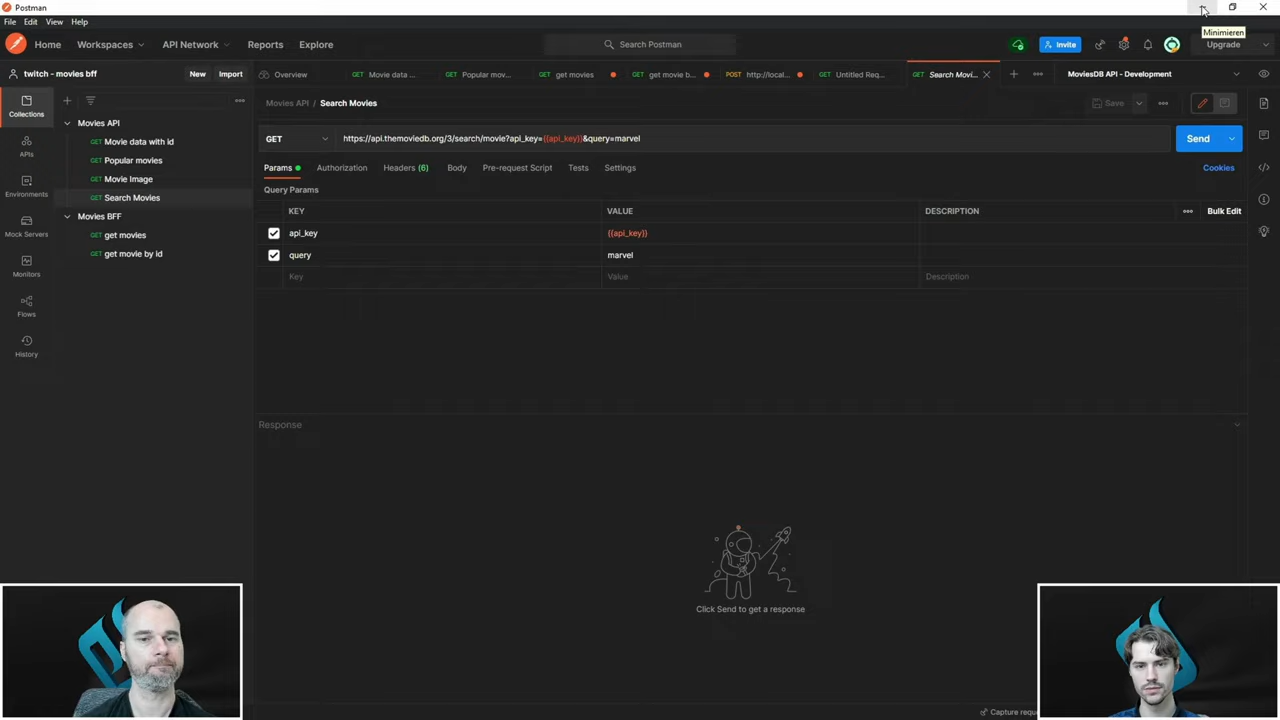 Postman
File Edit View Help
Minimieren
Home Workspaces API Network Reports Explore Search Postman Invite Upgrade
twitch - movies bff New Import
Overview Movie data ... Popular mov... get movies get movie b... POST http://local... Untitled Req... GET Search Movi... MoviesDB API - Development
Collections
APIs
Environments
Mock Servers
Monitors
Flows
History
Movies API
GET Movie data with id
GET Popular movies
GET Movie Image
GET Search Movies
Movies BFF
GET get movies
GET get movie by id
Movies API / Search Movies Save
GET https://api.themoviedb.org/3/search/movie?api_key={{api_key}}&query=marvel Send
Params Authorization Headers (6) Body Pre-request Script Tests Settings Cookies
Query Params
KEY VALUE DESCRIPTION Bulk Edit
api_key {{api_key}}
query marvel
Key Value Description
Response
Click Send to get a response
Capture requ